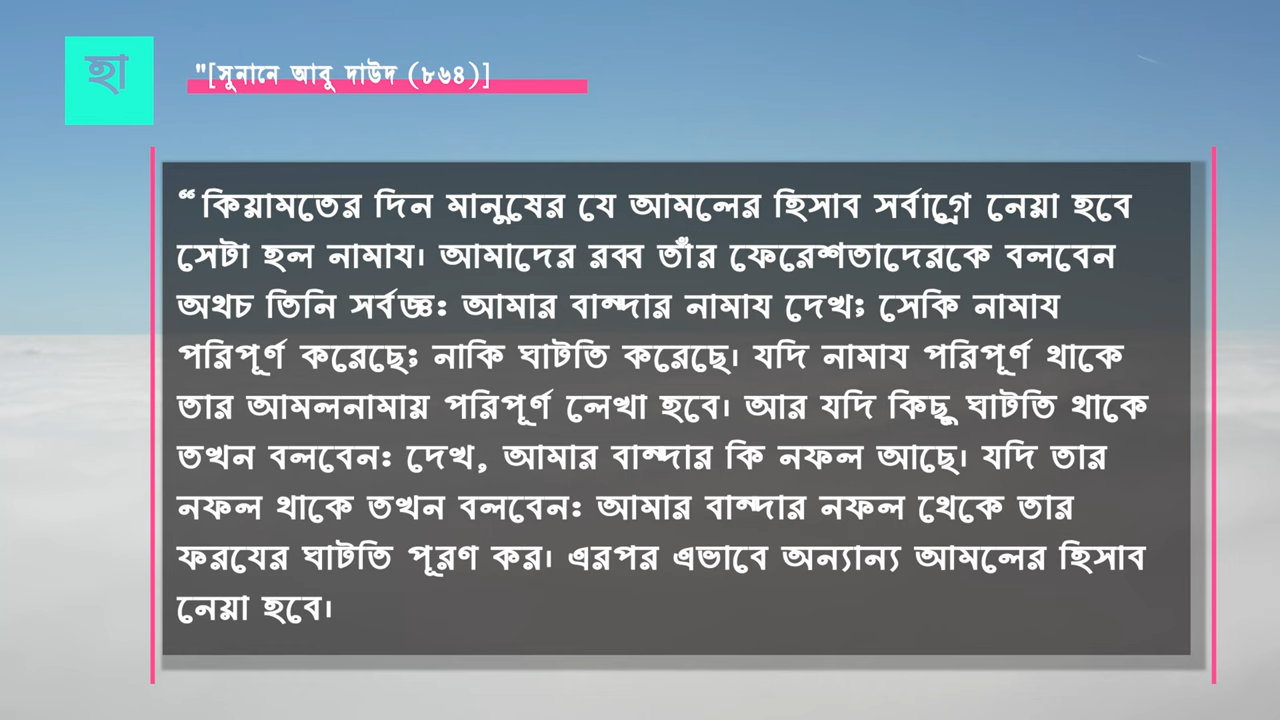 হা
"[সুনানে আবু দাউদ (৮৬৪)]
“কিয়ামতের দিন মানুষের যে আমলের হিসাব সর্বাগ্রে নেয়া হবে
সেটা হল নামায। আমাদের রব্ব তাঁর ফেরেশতাদেরকে বলবেন
অথচ তিনি সর্বজ্ঞ: আমার বান্দার নামায দেখ; সেকি নামায
পরিপূর্ণ করেছে; নাকি ঘাটতি করেছে। যদি নামায পরিপূর্ণ থাকে
তার আমলনামায় পরিপূর্ণ লেখা হবে। আর যদি কিছু ঘাটতি থাকে
তখন বলবেন: দেখ, আমার বান্দার কি নফল আছে। যদি তার
নফল থাকে তখন বলবেন: আমার বান্দার নফল থেকে তার
ফরযের ঘাটতি পূরণ কর। এরপর এভাবে অন্যান্য আমলের হিসাব
নেয়া হবে।